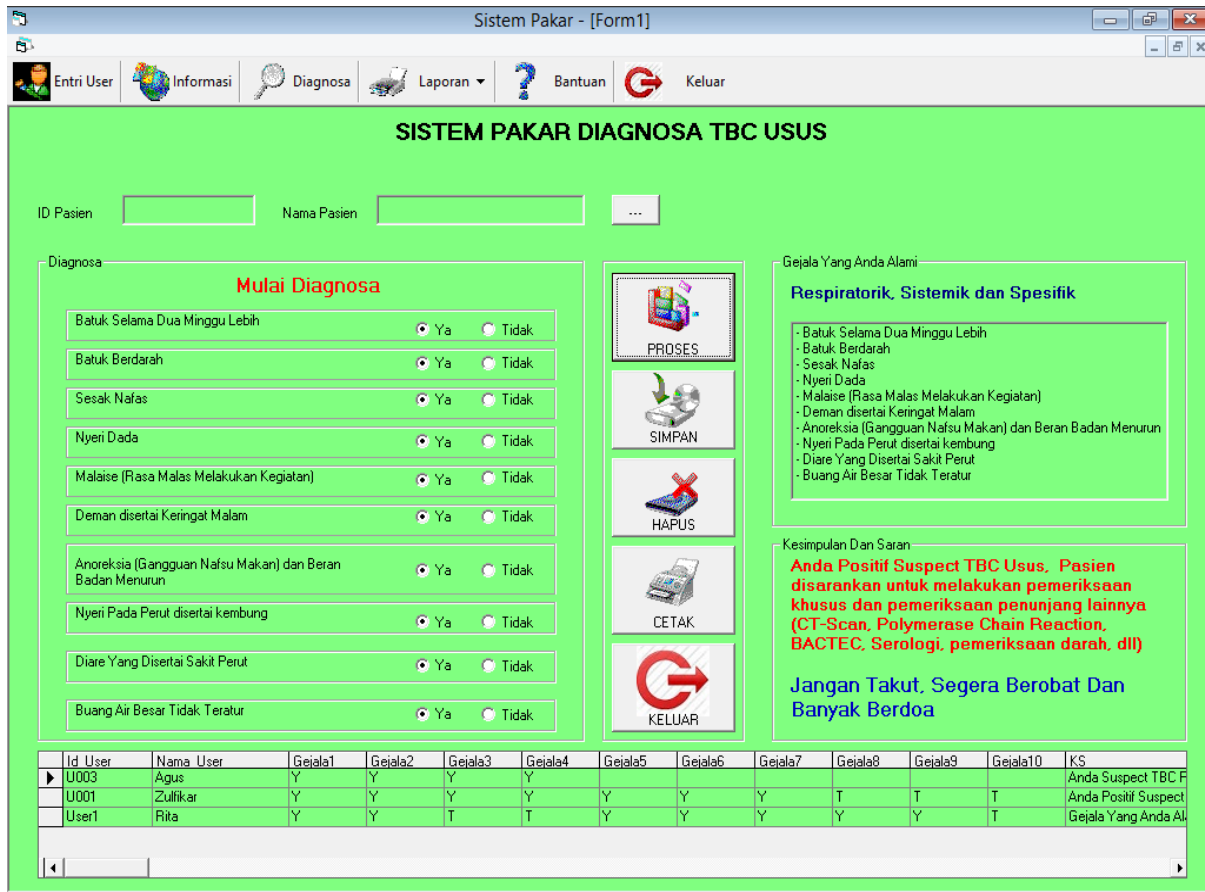 Sistem Pakar - [Form1]
Entri User Informasi Diagnosa Laporan Bantuan Keluar
SISTEM PAKAR DIAGNOSA TBC USUS
ID Pasien Nama Pasien ...
Diagnosa
Mulai Diagnosa
Batuk Selama Dua Minggu Lebih Ya Tidak
Batuk Berdarah Ya Tidak
Sesak Nafas Ya Tidak
Nyeri Dada Ya Tidak
Malaise (Rasa Malas Melakukan Kegiatan) Ya Tidak
Deman disertai Keringat Malam Ya Tidak
Anoreksia (Gangguan Nafsu Makan) dan Beran
Badan Menurun Ya Tidak
Nyeri Pada Perut disertai kembung Ya Tidak
Diare Yang Disertai Sakit Perut Ya Tidak
Buang Air Besar Tidak Teratur Ya Tidak
PROSES
SIMPAN
HAPUS
CETAK
KELUAR
Gejala Yang Anda Alami
Respiratorik, Sistemik dan Spesifik
- Batuk Selama Dua Minggu Lebih
- Batuk Berdarah
- Sesak Nafas
- Nyeri Dada
- Malaise (Rasa Malas Melakukan Kegiatan)
- Deman disertai Keringat Malam
- Anoreksia (Gangguan Nafsu Makan) dan Beran Badan Menurun
- Nyeri Pada Perut disertai kembung
- Diare Yang Disertai Sakit Perut
- Buang Air Besar Tidak Teratur
Kesimpulan Dan Saran
Anda Positif Suspect TBC Usus, Pasien
disarankan untuk melakukan pemeriksaan
khusus dan pemeriksaan penunjang lainnya
(CT-Scan, Polymerase Chain Reaction,
BACTEC, Serologi, pemeriksaan darah, dll)
Jangan Takut, Segera Berobat Dan
Banyak Berdoa
Id_User Nama_User Gejala1 Gejala2 Gejala3 Gejala4 Gejala5 Gejala6 Gejala7 Gejala8 Gejala9 Gejala10 KS
U003 Agus Y Y Y Y Anda Suspect TBC
U001 Zulfikar Y Y Y Y Y Y Y T T T Anda Positif Suspect
User1 Rita Y Y T T Y Y Y Y Y T Gejala Yang Anda